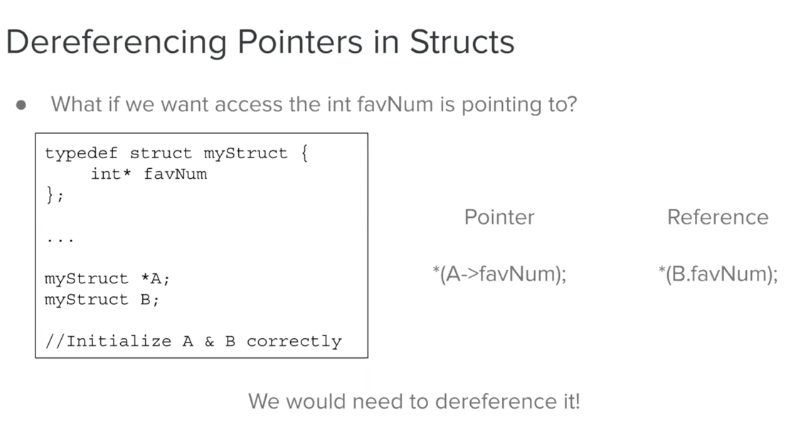 Dereferencing Pointers in Structs
● What if we want access the int favNum is pointing to?
typedef struct myStruct {
int* favNum
};
...
myStruct *A;
myStruct B;
//Initialize A & B correctly
Pointer Reference
*(A->favNum); *(B.favNum);
We would need to dereference it!